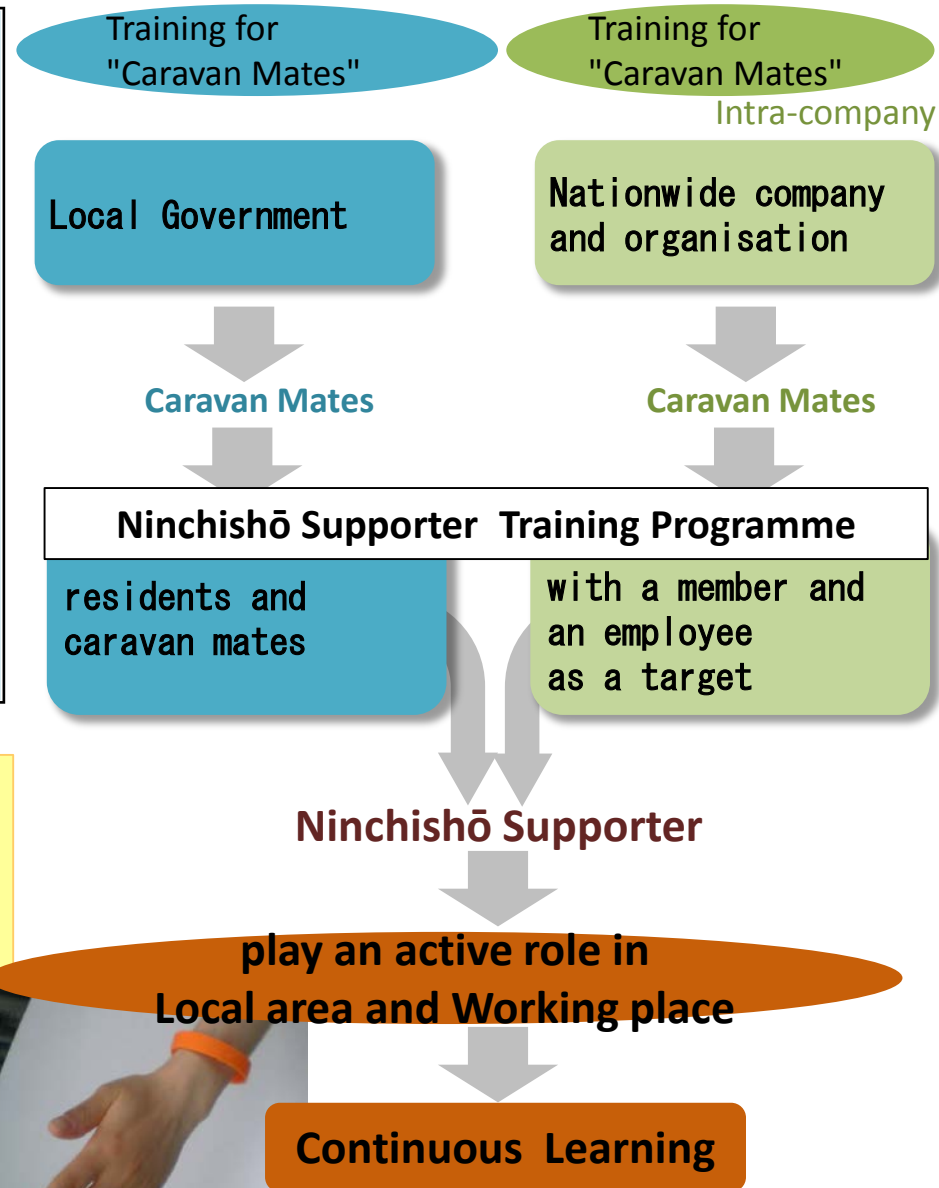 Training for
"Caravan Mates"
Training for
"Caravan Mates"
Intra-company
Local Government
Nationwide company
and organisation
Caravan Mates
Caravan Mates
Ninchishō Supporter Training Programme
residents and
caravan mates
with a member and
an employee
as a target
Ninchishō Supporter
play an active role in
Local area and Working place
Continuous Learning